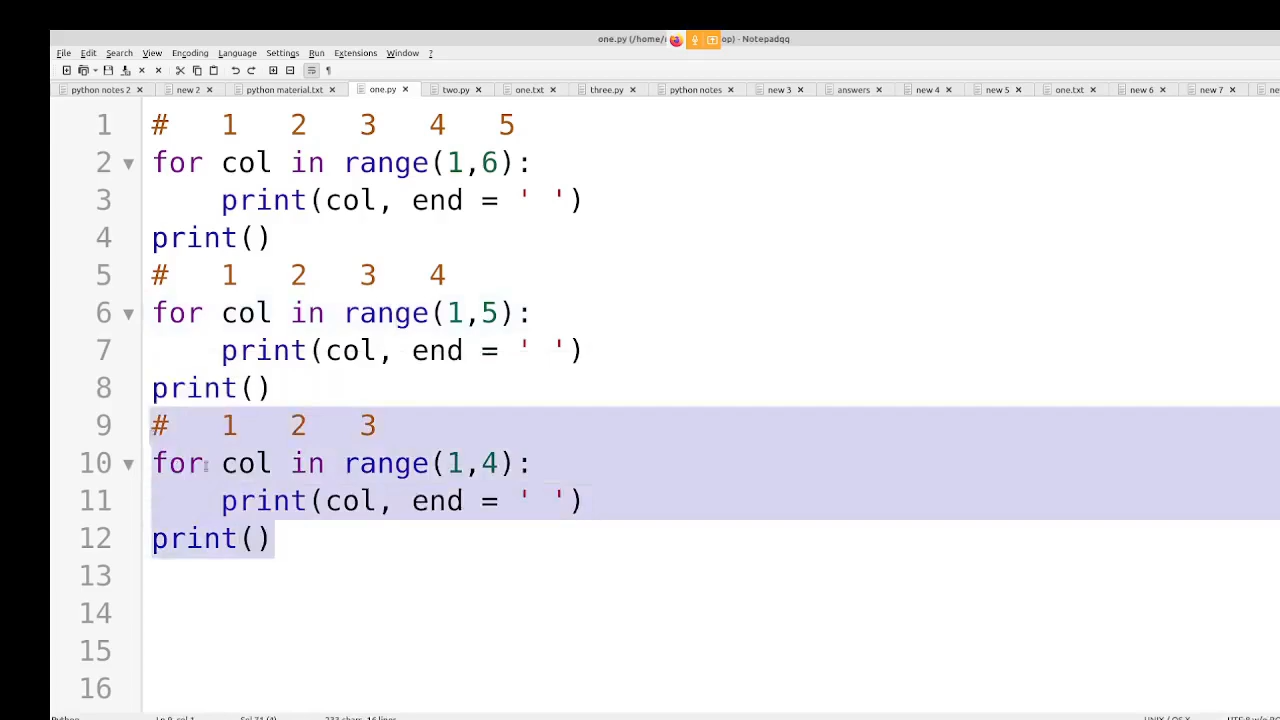 one.py (/home/ op) - Notepadqq
File Edit Search View Encoding Language Settings Run Extensions Window ?
python notes 2 new 2 python material.txt one.py two.py one.txt three.py python notes new 3 answers new 4 new 5 one.txt new 6 new 7
1 # 1 2 3 4 5
2 for col in range(1,6):
3 print(col, end = ' ')
4 print()
5 # 1 2 3 4
6 for col in range(1,5):
7 print(col, end = ' ')
8 print()
9 # 1 2 3
10 for col in range(1,4):
11 print(col, end = ' ')
12 print()
13
14
15
16